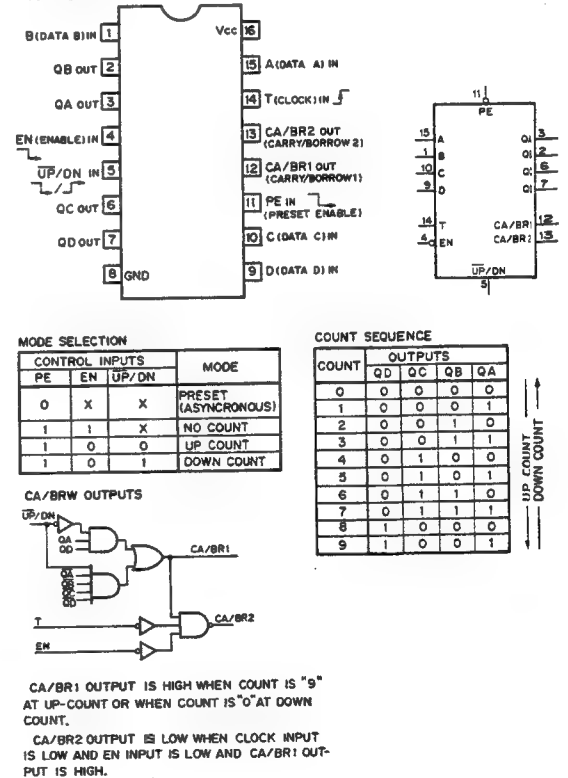 B(DATA B)IN 1
QB OUT 2
QA OUT 3
EN(ENABLE)IN 4
UP/DN IN 5
QC OUT 6
QD OUT 7
8 GND
Vcc 16
15 A(DATA A) IN
14 T(CLOCK)IN
13 CA/BR2 OUT
(CARRY/BORROW2)
12 CA/BR1 OUT
(CARRY/BORROW1)
11 PE IN
(PRESET ENABLE)
10 C(DATA C)IN
9 D(DATA D)IN
11
PE
15 A QA 3
1 B 2
10 C 6
9 D 7
14 T CA/BR1 12
4 EN CA/BR2 13
UP/DN
5
MODE SELECTION
CONTROL INPUTS MODE
PE EN UP/DN
0 X X PRESET
(ASYNCRONOUS)
1 1 X NO COUNT
1 0 0 UP COUNT
1 0 1 DOWN COUNT
COUNT SEQUENCE
COUNT OUTPUTS
QD QC QB QA
0 0 0 0 0
1 0 0 0 1
2 0 0 1 0
3 0 0 1 1
4 0 1 0 0
5 0 1 0 1
6 0 1 1 0
7 0 1 1 1
8 1 0 0 0
9 1 0 0 1
UP COUNT
DOWN COUNT
CA/BRW OUTPUTS
UP/DN
QA
QD
CA/BR1
T
EN
CA/BR2
CA/BR1 OUTPUT IS HIGH WHEN COUNT IS "9"
AT UP-COUNT OR WHEN COUNT IS "0" AT DOWN
COUNT.
CA/BR2 OUTPUT IS LOW WHEN CLOCK INPUT
IS LOW AND EN INPUT IS LOW AND CA/BR1 OUT-
PUT IS HIGH.